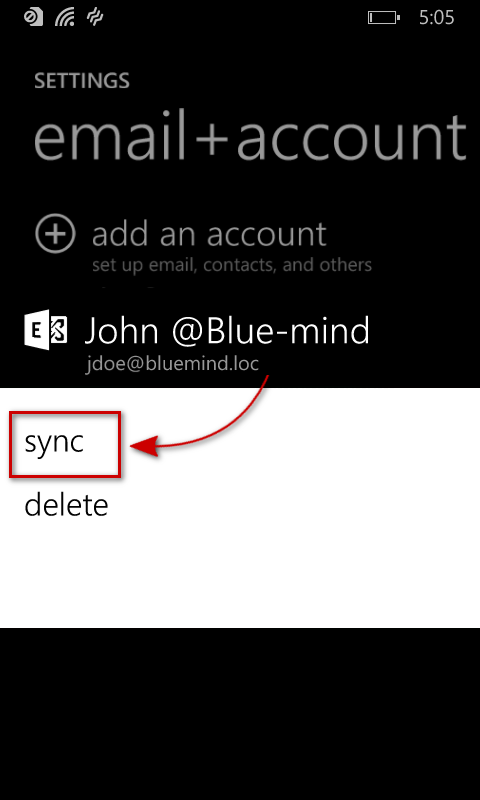 5:05
SETTINGS
email+account
add an account
set up email, contacts, and others
John @Blue-mind
jdoe@bluemind.loc
sync
delete